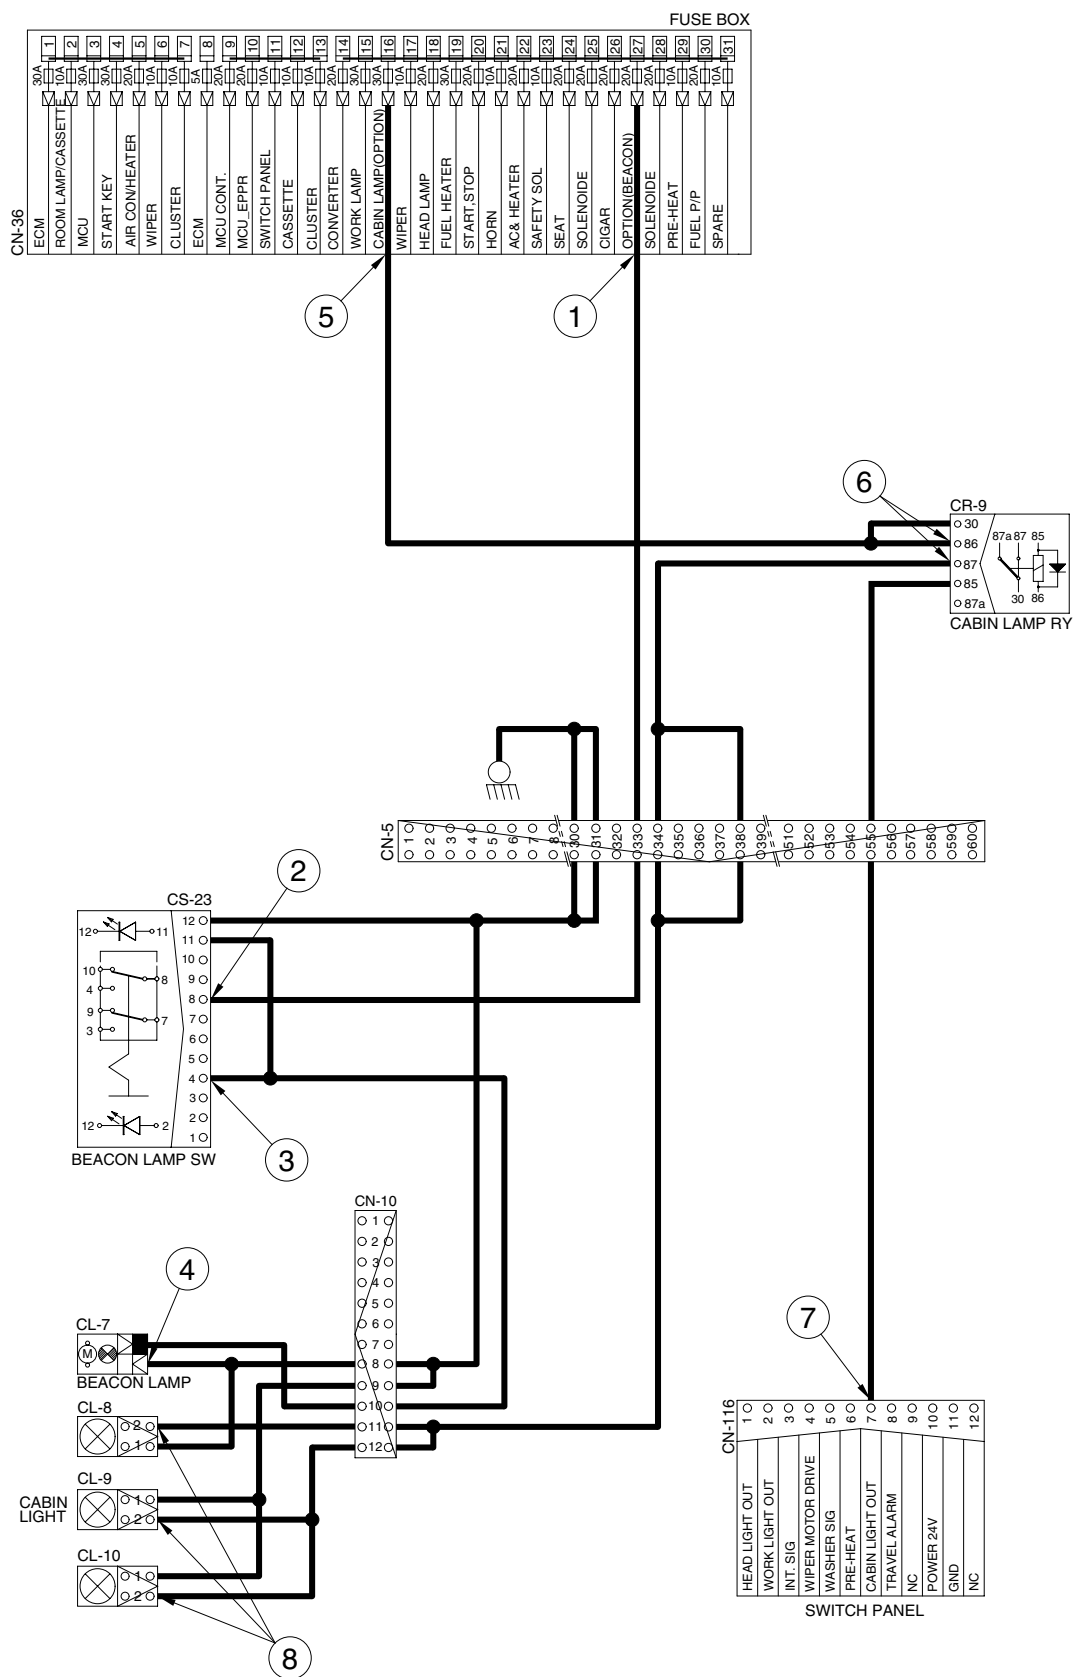 FUSE BOX
1 2 3 4 5 6 7 8 9 10 11 12 13 14 15 16 17 18 19 20 21 22 23 24 25 26 27 28 29 30 31
30A 10A 30A 30A 20A 10A 10A 5A 20A 20A 10A 10A 10A 20A 20A 30A 10A 20A 30A 20A 10A 20A 10A 20A 10A 20A 20A 20A 10A 20A 10A
CN-36
ECM
ROOM LAMP/CASSETTE
MCU
START KEY
AIR CON/HEATER
WIPER
CLUSTER
ECM
MCU CONT.
MCU_EPPR
SWITCH PANEL
CASSETTE
CLUSTER
CONVERTER
WORK LAMP
CABIN LAMP(OPTION)
WIPER
HEAD LAMP
FUEL HEATER
START,STOP
HORN
AC& HEATER
SAFETY SOL
SEAT
SOLENOIDE
CIGAR
OPTION(BEACON)
SOLENOIDE
PRE-HEAT
FUEL P/P
SPARE
5
1
6
CR-9
30
86
87
85
87a
87a 87 85
30 86
CABIN LAMP RY
CN-5
1 2 3 4 5 6 7 8 30 31 32 33 34 35 36 37 38 39 51 52 53 54 55 56 57 58 59 60
2
CS-23
12
11
10
9
8
7
6
5
4
3
2
1
12 11
10
8
4
9
7
3
12 2
BEACON LAMP SW
3
CN-10
1
2
3
4
5
6
7
8
9
10
11
12
4
CL-7
M
BEACON LAMP
CL-8
2
1
CL-9
CABIN
LIGHT
1
2
CL-10
1
2
8
7
CN-116
1 2 3 4 5 6 7 8 9 10 11 12
HEAD LIGHT OUT
WORK LIGHT OUT
INT. SIG
WIPER MOTOR DRIVE
WASHER SIG
PRE-HEAT
CABIN LIGHT OUT
TRAVEL ALARM
NC
POWER 24V
GND
NC
SWITCH PANEL